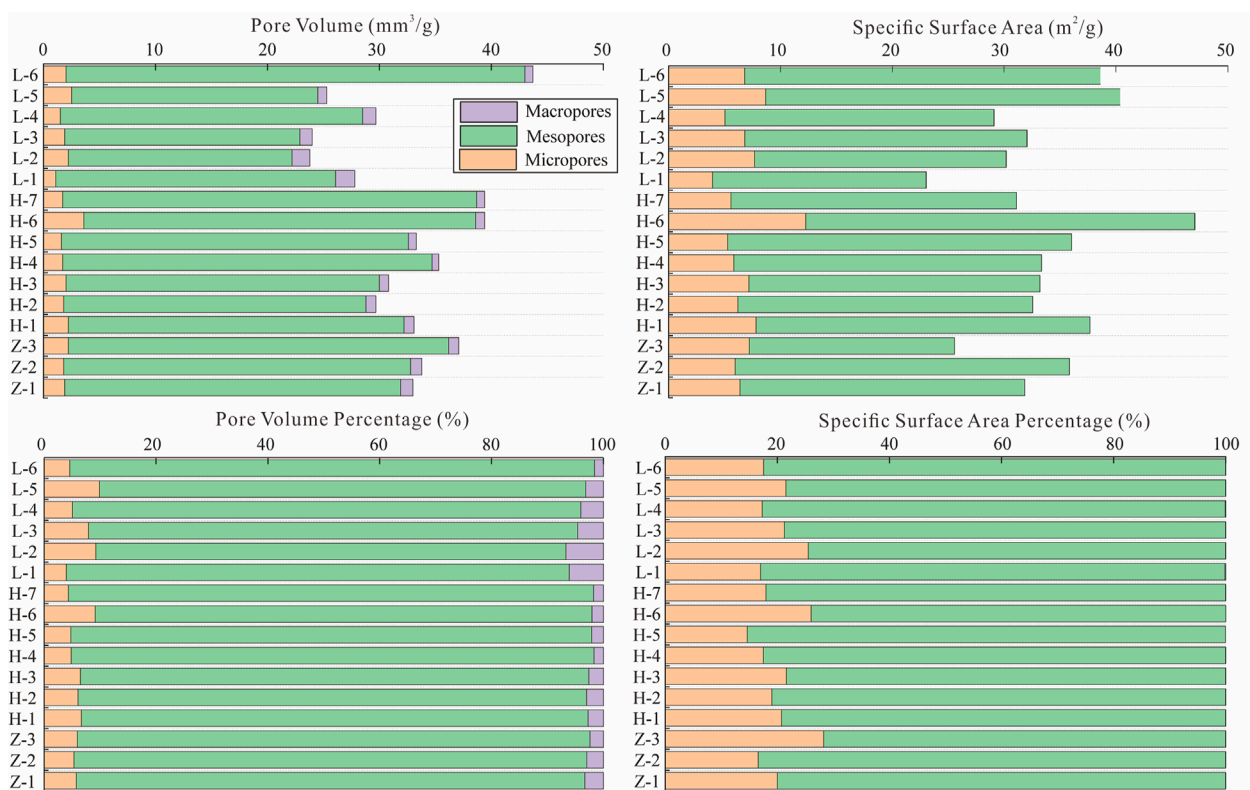 Pore Volume (mm³/g)
0 10 20 30 40 50
L-6
L-5
L-4
L-3
L-2
L-1
H-7
H-6
H-5
H-4
H-3
H-2
H-1
Z-3
Z-2
Z-1
Macropores
Mesopores
Micropores
Specific Surface Area (m²/g)
0 10 20 30 40 50
L-6
L-5
L-4
L-3
L-2
L-1
H-7
H-6
H-5
H-4
H-3
H-2
H-1
Z-3
Z-2
Z-1
Pore Volume Percentage (%)
0 20 40 60 80 100
L-6
L-5
L-4
L-3
L-2
L-1
H-7
H-6
H-5
H-4
H-3
H-2
H-1
Z-3
Z-2
Z-1
Specific Surface Area Percentage (%)
0 20 40 60 80 100
L-6
L-5
L-4
L-3
L-2
L-1
H-7
H-6
H-5
H-4
H-3
H-2
H-1
Z-3
Z-2
Z-1